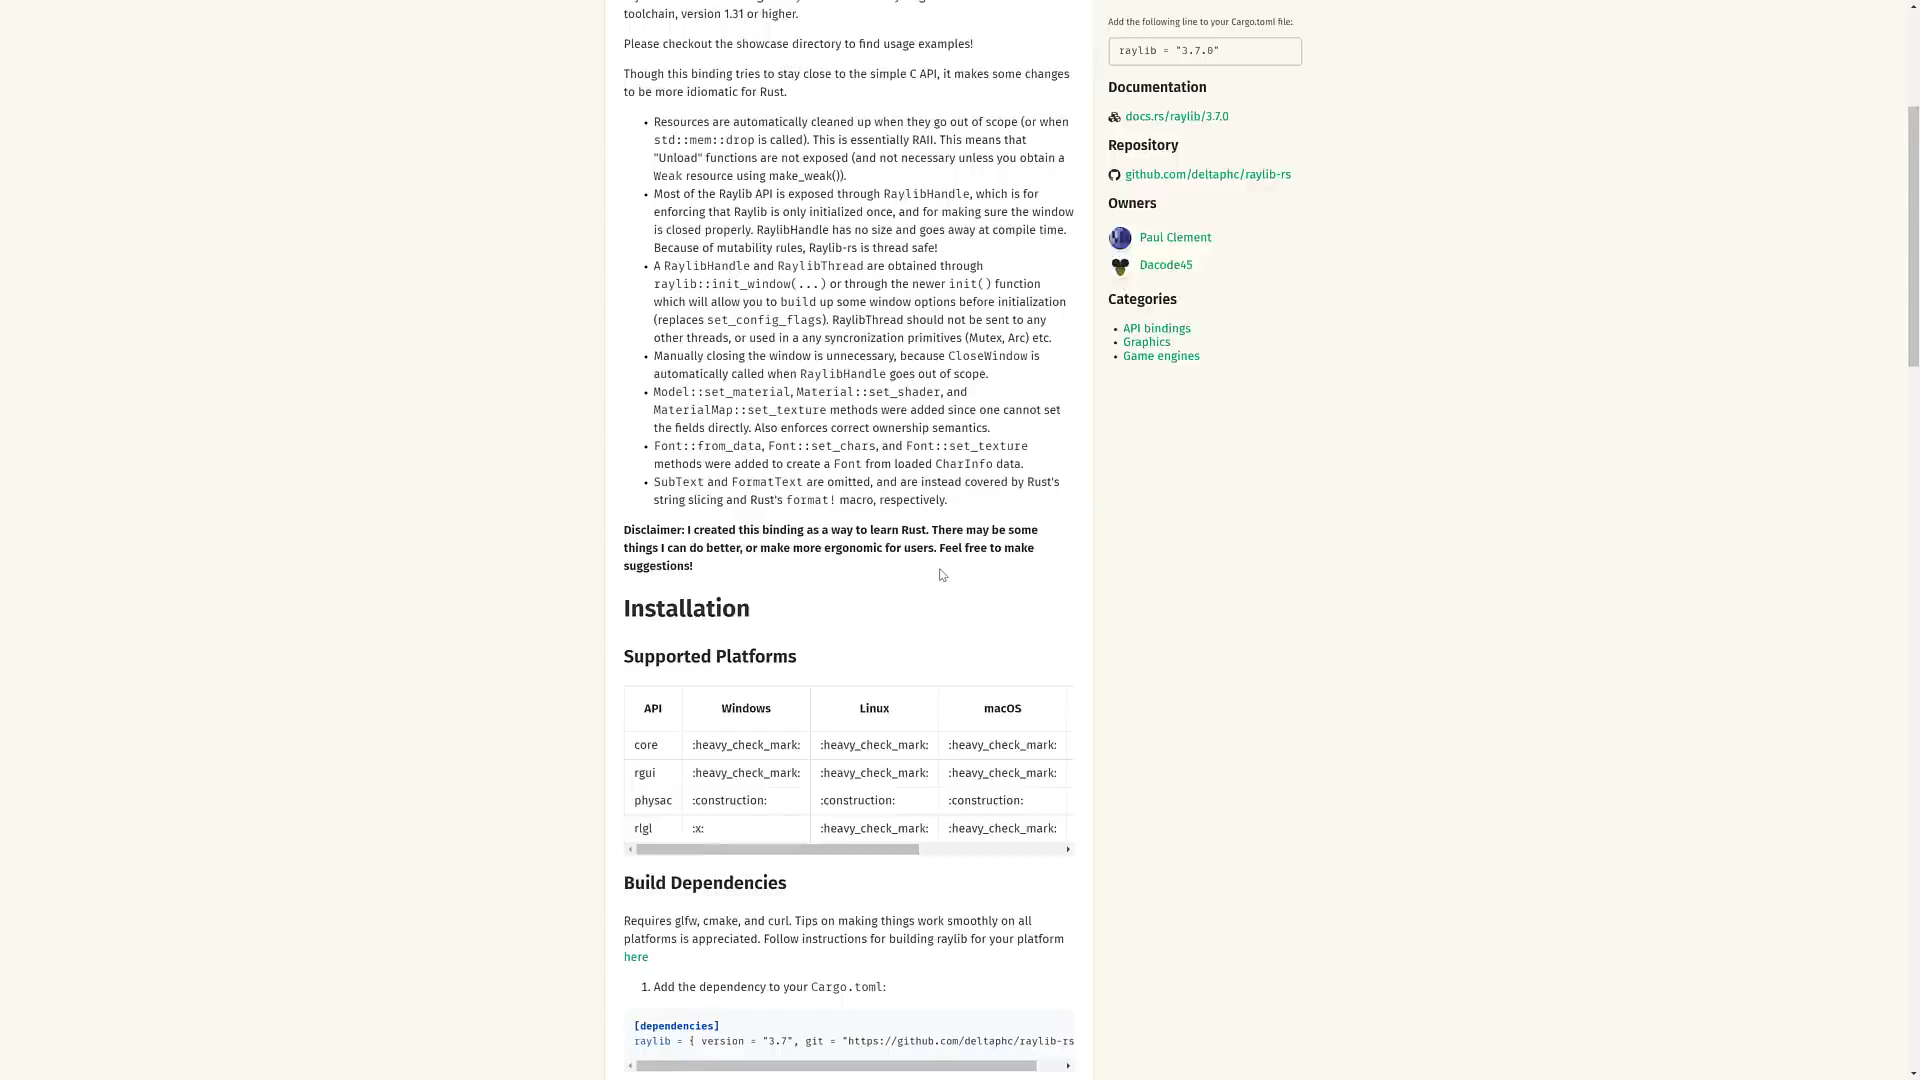 toolchain, version 1.31 or higher.
Please checkout the showcase directory to find usage examples!
Though this binding tries to stay close to the simple C API, it makes some changes
to be more idiomatic for Rust.
• Resources are automatically cleaned up when they go out of scope (or when
std::mem::drop is called). This is essentially RAII. This means that
"Unload" functions are not exposed (and not necessary unless you obtain a
Weak resource using make_weak()).
• Most of the Raylib API is exposed through RaylibHandle, which is for
enforcing that Raylib is only initialized once, and for making sure the window
is closed properly. RaylibHandle has no size and goes away at compile time.
Because of mutability rules, Raylib-rs is thread safe!
• A RaylibHandle and RaylibThread are obtained through
raylib::init_window(...) or through the newer init() function
which will allow you to build up some window options before initialization
(replaces set_config_flags). RaylibThread should not be sent to any
other threads, or used in a any syncronization primitives (Mutex, Arc) etc.
• Manually closing the window is unnecessary, because CloseWindow is
automatically called when RaylibHandle goes out of scope.
• Model::set_material, Material::set_shader, and
MaterialMap::set_texture methods were added since one cannot set
the fields directly. Also enforces correct ownership semantics.
• Font::from_data, Font::set_chars, and Font::set_texture
methods were added to create a Font from loaded CharInfo data.
• SubText and FormatText are omitted, and are instead covered by Rust's
string slicing and Rust's format! macro, respectively.
Disclaimer: I created this binding as a way to learn Rust. There may be some
things I can do better, or make more ergonomic for users. Feel free to make
suggestions!
Installation
Supported Platforms
API Windows Linux macOS
core :heavy_check_mark: :heavy_check_mark: :heavy_check_mark:
rgui :heavy_check_mark: :heavy_check_mark: :heavy_check_mark:
physac :construction: :construction: :construction:
rlgl :x: :heavy_check_mark: :heavy_check_mark:
Build Dependencies
Requires glfw, cmake, and curl. Tips on making things work smoothly on all
platforms is appreciated. Follow instructions for building raylib for your platform
here
1. Add the dependency to your Cargo.toml:
[dependencies]
raylib = { version = "3.7", git = "https://github.com/deltaphc/raylib-rs
Add the following line to your Cargo.toml file:
raylib = "3.7.0"
Documentation
docs.rs/raylib/3.7.0
Repository
github.com/deltaphc/raylib-rs
Owners
Paul Clement
Dacode45
Categories
• API bindings
• Graphics
• Game engines